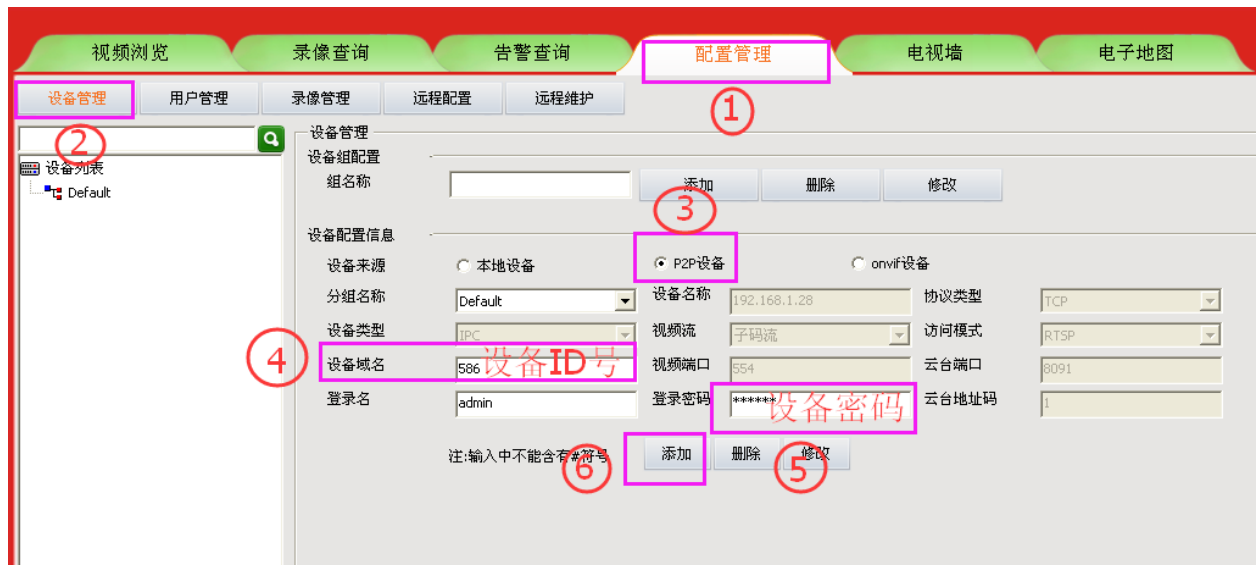 视频浏览 录像查询 告警查询 配置管理 电视墙 电子地图
设备管理 用户管理 录像管理 远程配置 远程维护
1
2
设备列表
Default
设备管理
设备组配置
组名称 添加 删除 修改
3
设备配置信息
设备来源 本地设备 P2P设备 onvif设备
分组名称 Default 设备名称 192.168.1.28 协议类型 TCP
设备类型 IPC 视频流 子码流 访问模式 RTSP
4 设备域名 586 设备ID号 视频端口 554 云台端口 8091
登录名 admin 登录密码 ****** 设备密码 云台地址码 1
注:输入中不能含有#符号 6 添加 删除 修改 5